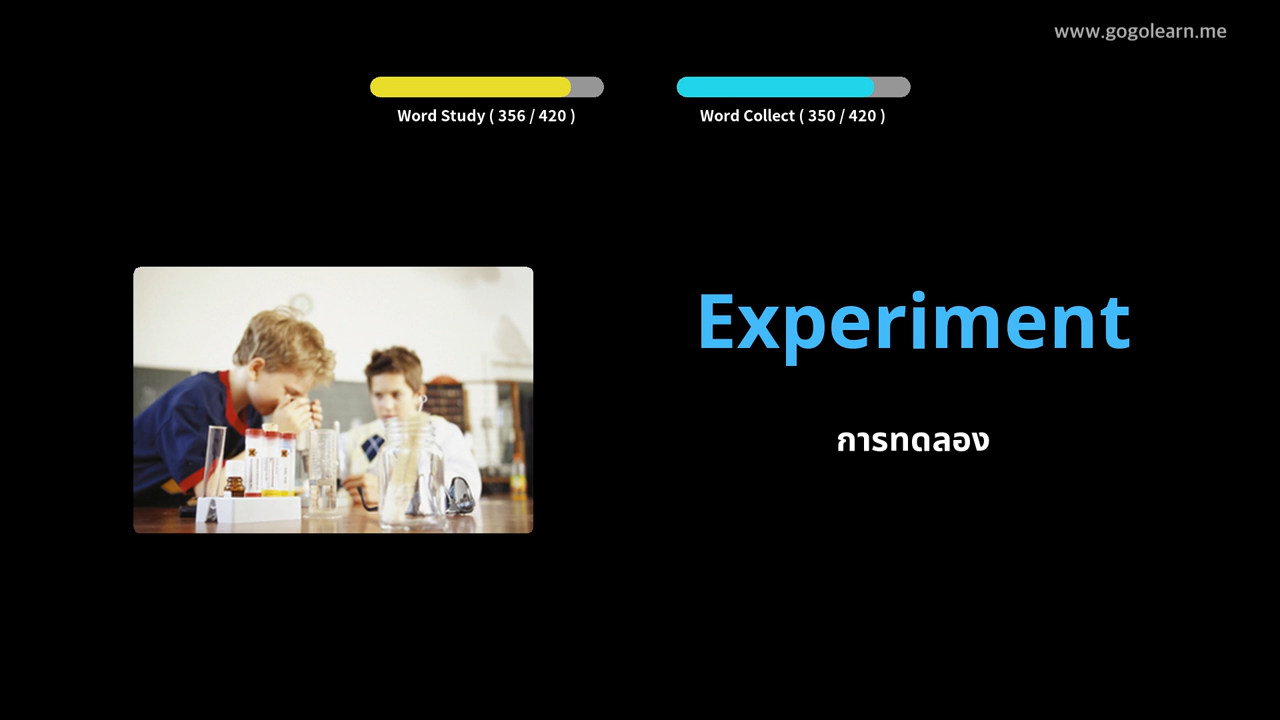 www.gogolearn.me
Word Study ( 356 / 420 )
Word Collect ( 350 / 420 )
Experiment
การทดลอง